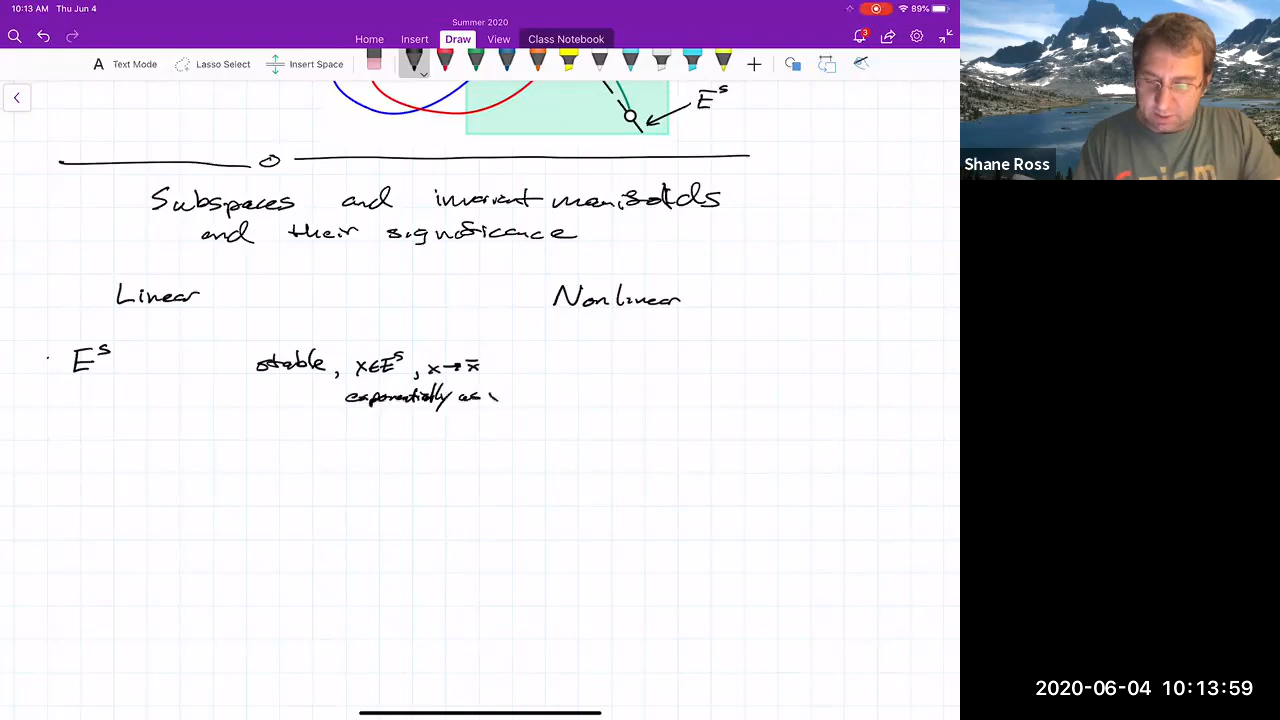 10:13 AM Thu Jun 4
89%
Summer 2020
Home Insert Draw View Class Notebook
3
A Text Mode Lasso Select Insert Space
E^s
Subspaces and invariant manifolds
and their significance
Linear Nonlinear
E^s stable, x∈E^s, x→x̄
exponentially as
Shane Ross
2020-06-04 10:13:59